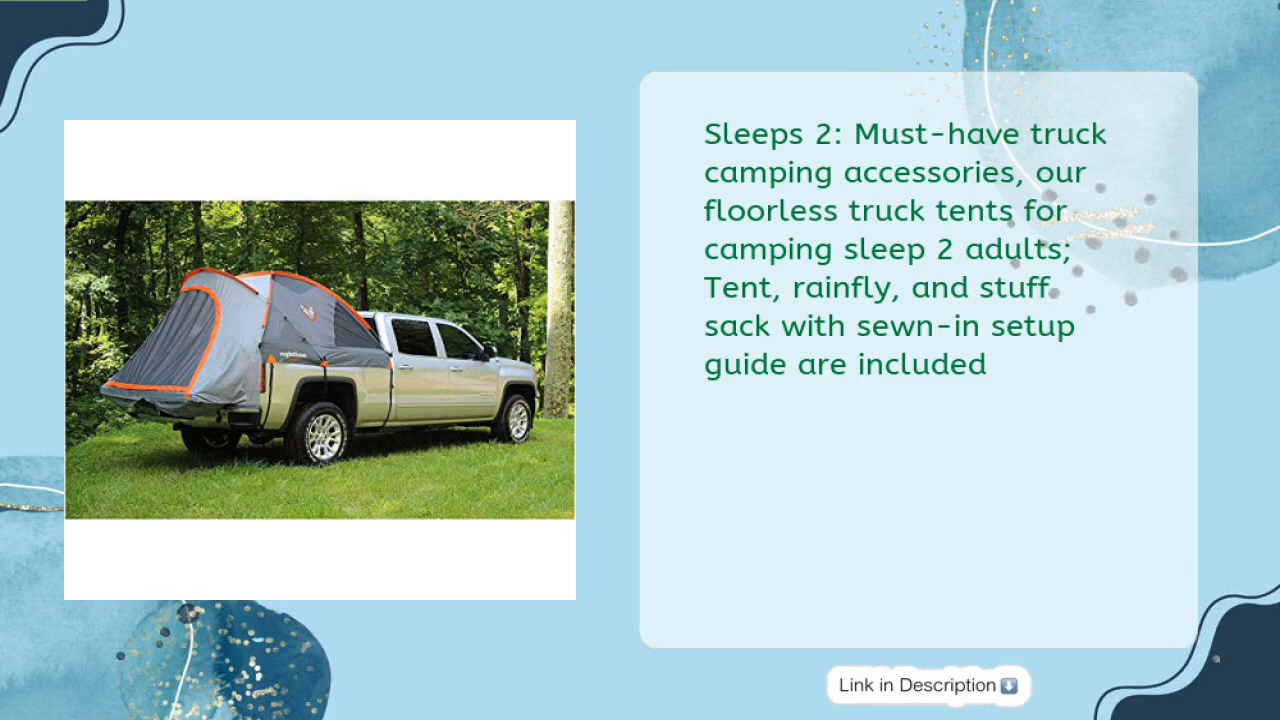 Sleeps 2: Must-have truck
camping accessories, our
floorless truck tents for
camping sleep 2 adults;
Tent, rainfly, and stuff
sack with sewn-in setup
guide are included
Link in Description⬇️